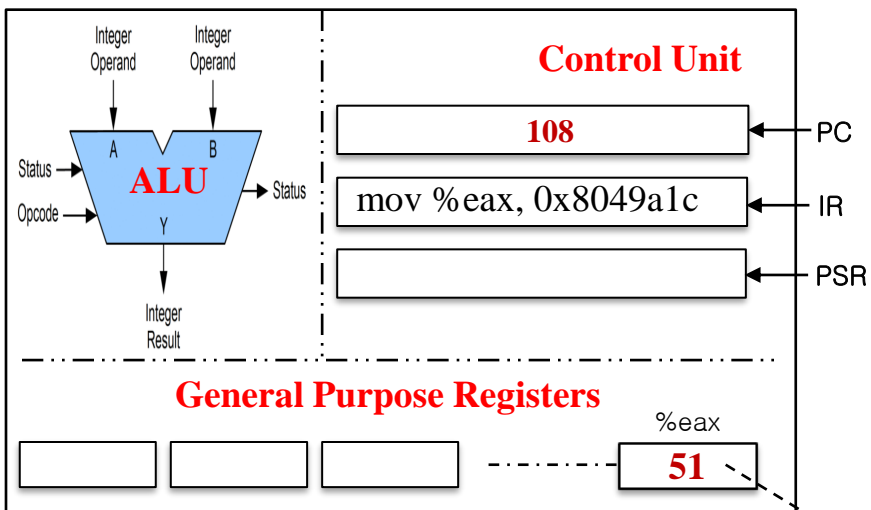 Integer
Operand
Integer
Operand
A
B
Status
ALU
Status
Opcode
Y
Integer
Result
Control Unit
108
PC
mov %eax, 0x8049a1c
IR
PSR
General Purpose Registers
%eax
51